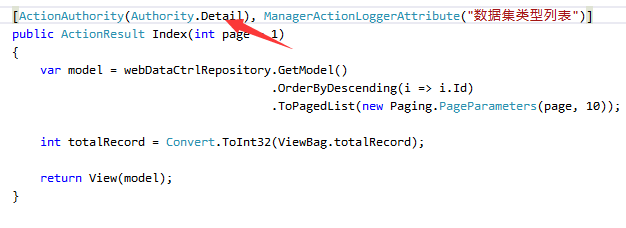 [ActionAuthority(Authority.Detail), ManagerActionLoggerAttribute("数据集类型列表")]
public ActionResult Index(int page 1)
{
var model = webDataCtrlRepository.GetModel()
.OrderByDescending(i => i.Id)
.ToPagedList(new Paging.PageParameters(page, 10));
int totalRecord = Convert.ToInt32(ViewBag.totalRecord);
return View(model);
}